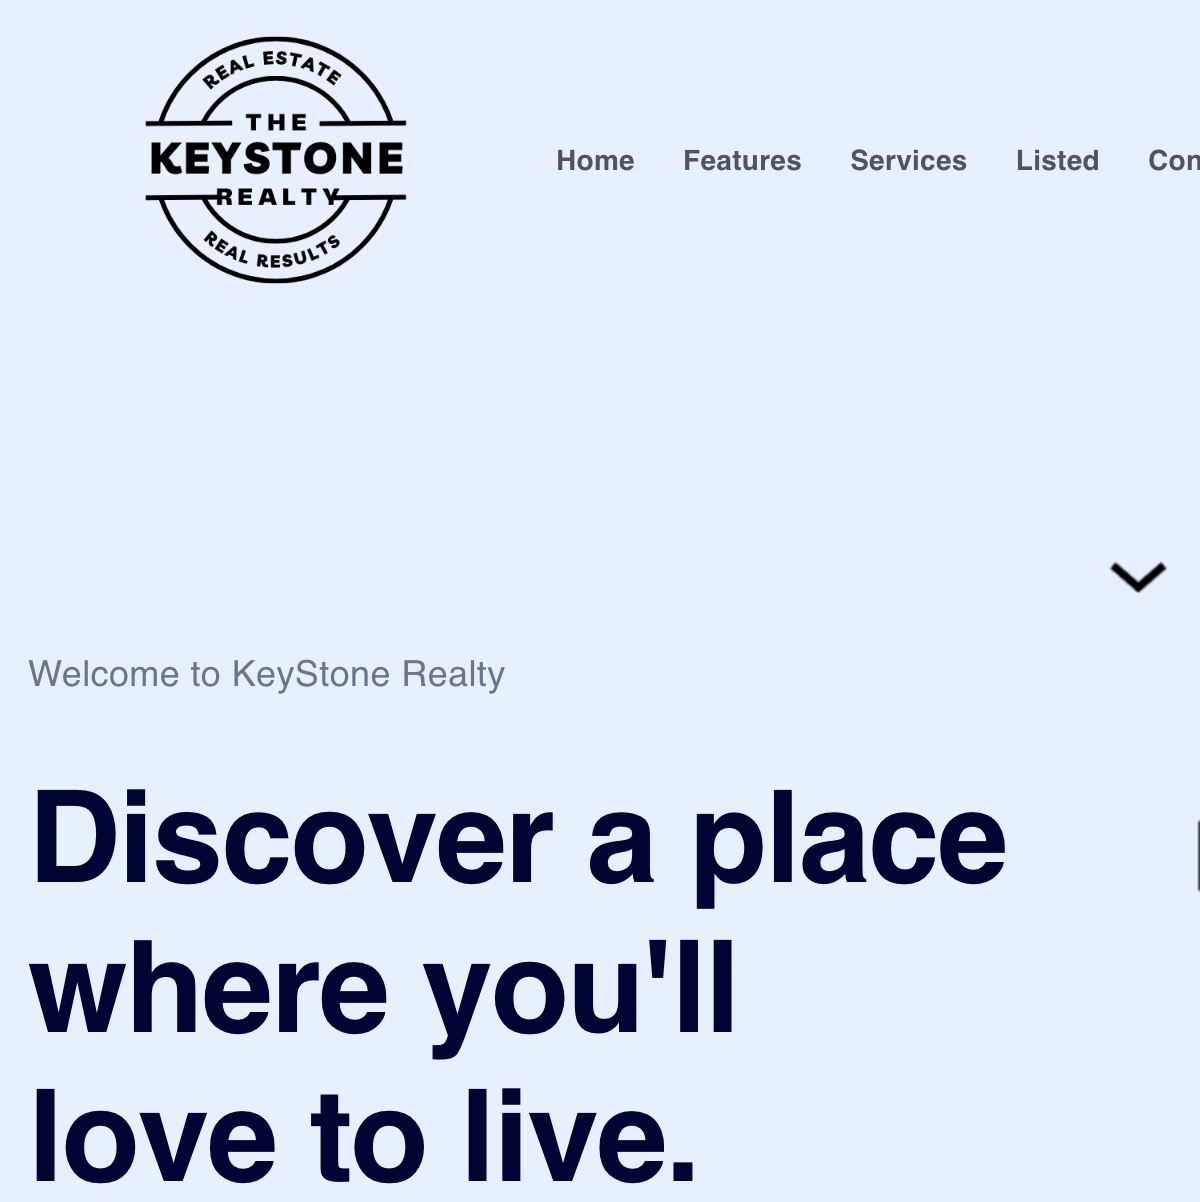 REAL ESTATE
THE
KEYSTONE
REALTY
REAL RESULTS
Home Features Services Listed
Welcome to KeyStone Realty
Discover a place
where you'll
love to live.